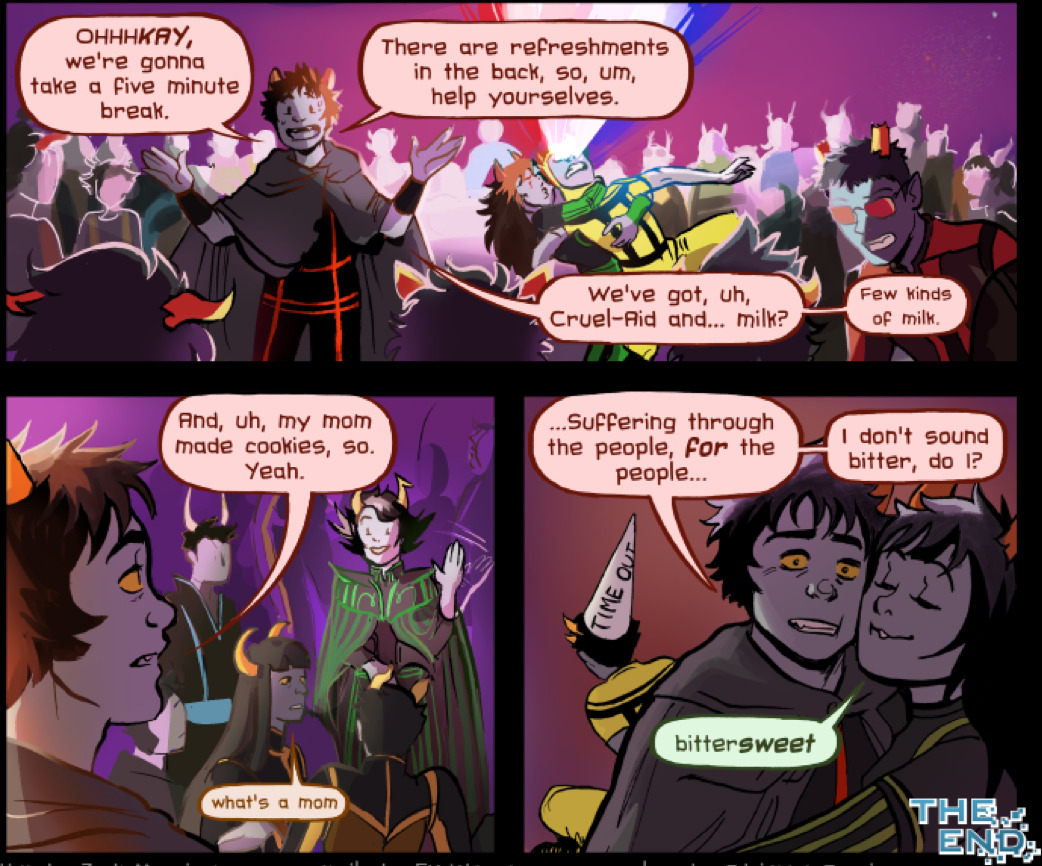 OHHHKAY,
we're gonna
take a five minute
break.
There are refreshments
in the back, so, um,
help yourselves.
We've got, uh,
Cruel-Aid and... milk?
Few kinds
of milk.
And, uh, my mom
made cookies, so.
Yeah.
what's a mom
...Suffering through
the people, for the
people...
I don't sound
bitter, do I?
TIME OUT
bittersweet
THE
END.